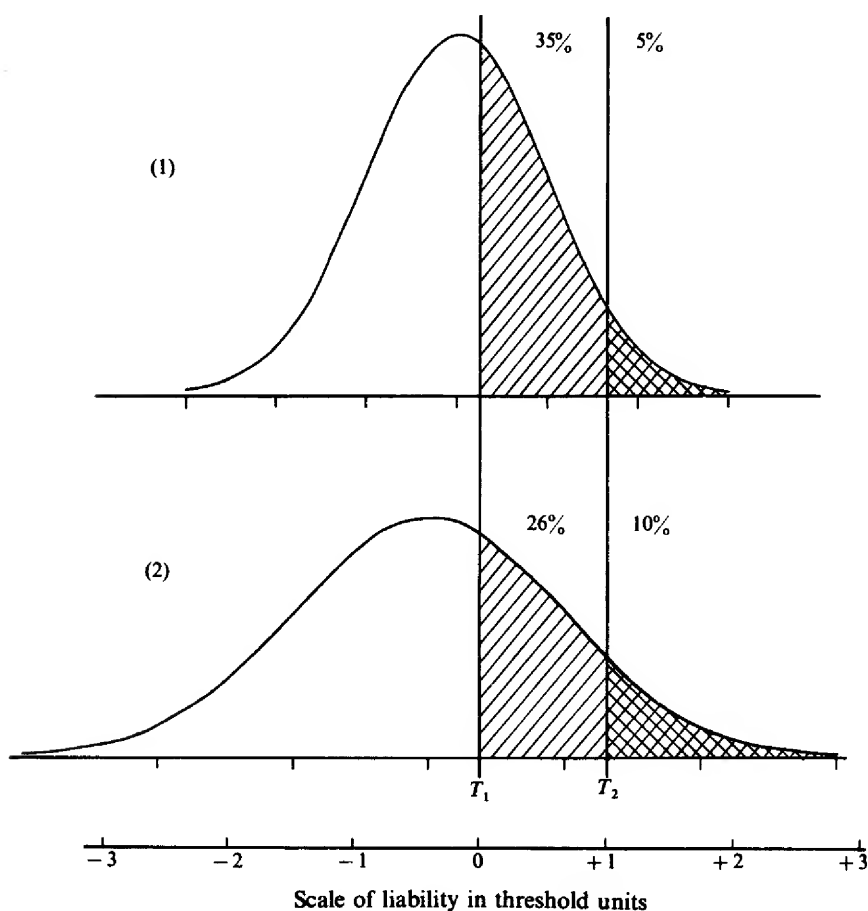 35% 5%
(1)
26% 10%
(2)
T₁ T₂
−3 −2 −1 0 +1 +2 +3
Scale of liability in threshold units